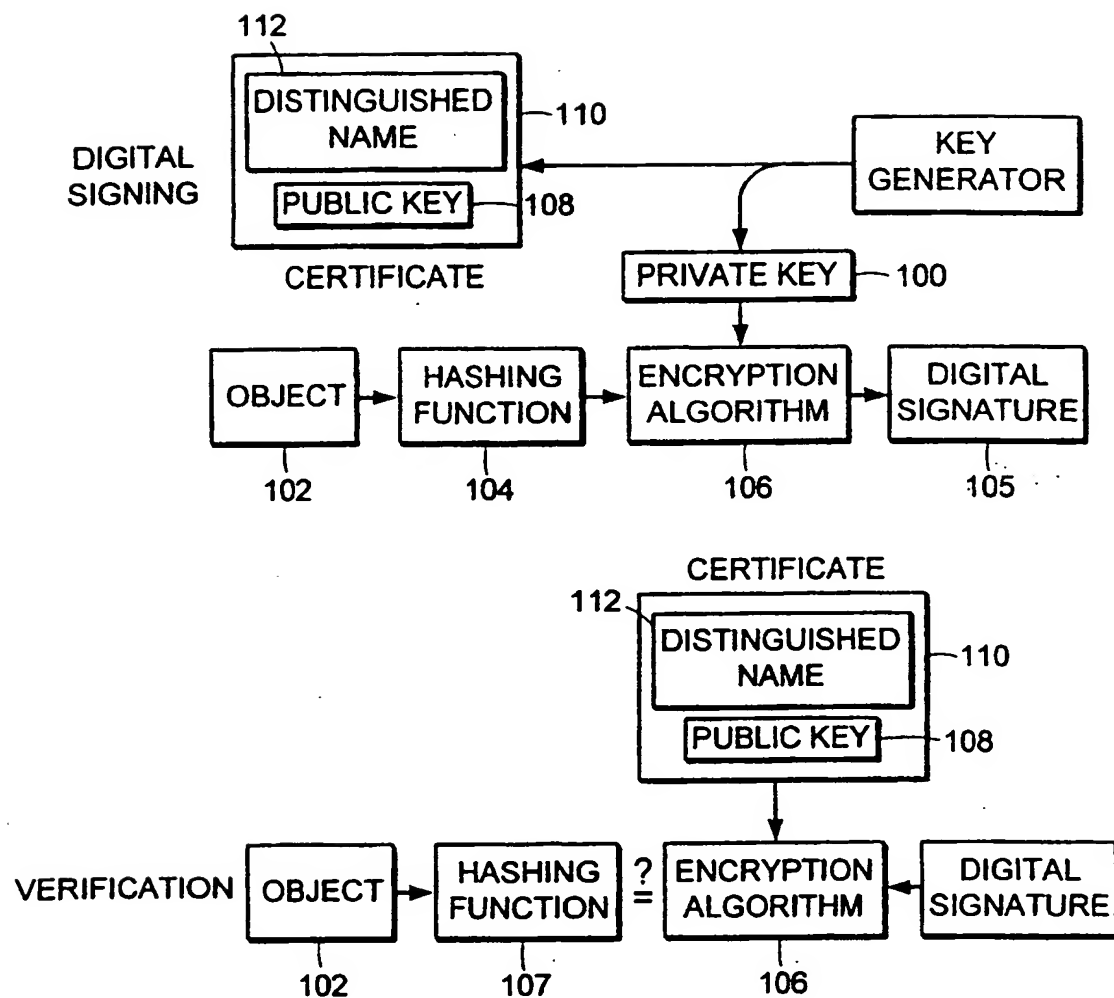 112
DISTINGUISHED
NAME
110
PUBLIC KEY
108
CERTIFICATE
DIGITAL
SIGNING
KEY
GENERATOR
PRIVATE KEY
100
OBJECT
HASHING
FUNCTION
ENCRYPTION
ALGORITHM
DIGITAL
SIGNATURE
102
104
106
105
CERTIFICATE
112
DISTINGUISHED
NAME
110
PUBLIC KEY
108
VERIFICATION
OBJECT
HASHING
FUNCTION
?
=
ENCRYPTION
ALGORITHM
DIGITAL
SIGNATURE
102
107
106